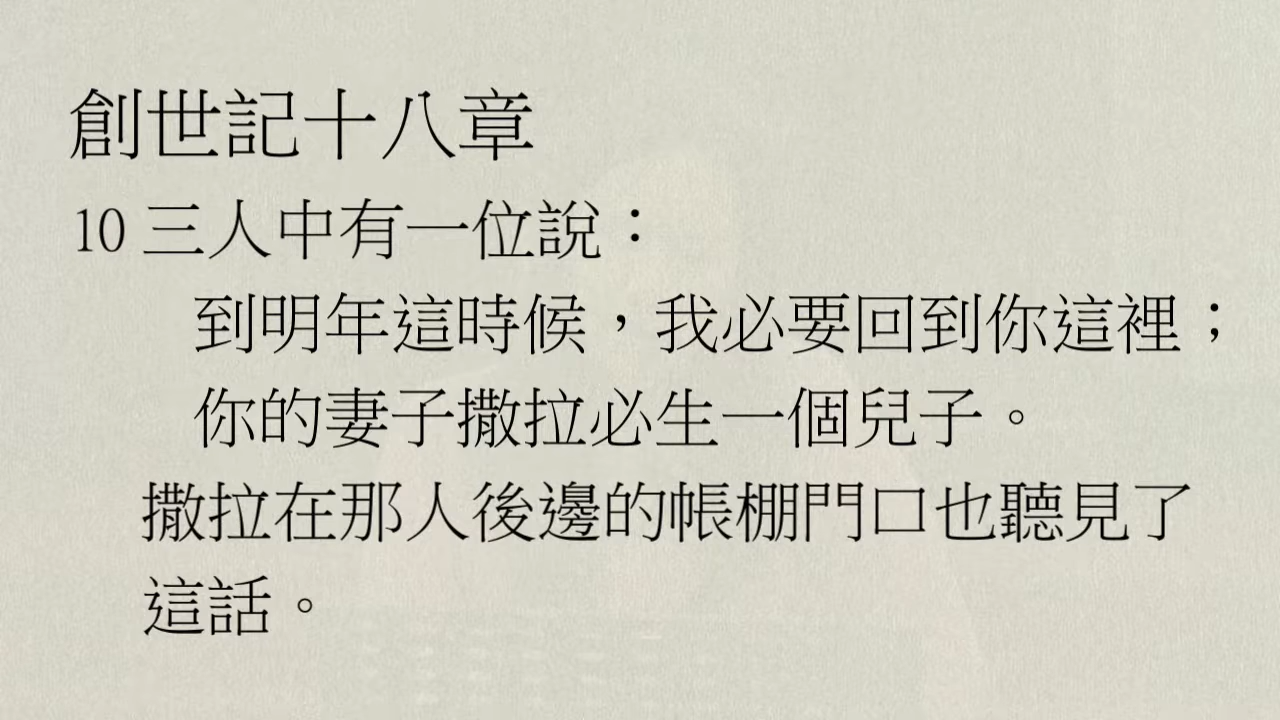 創世記十八章
10 三人中有一位說：
到明年這時候，我必要回到你這裡；
你的妻子撒拉必生一個兒子。
撒拉在那人後邊的帳棚門口也聽見了
這話。